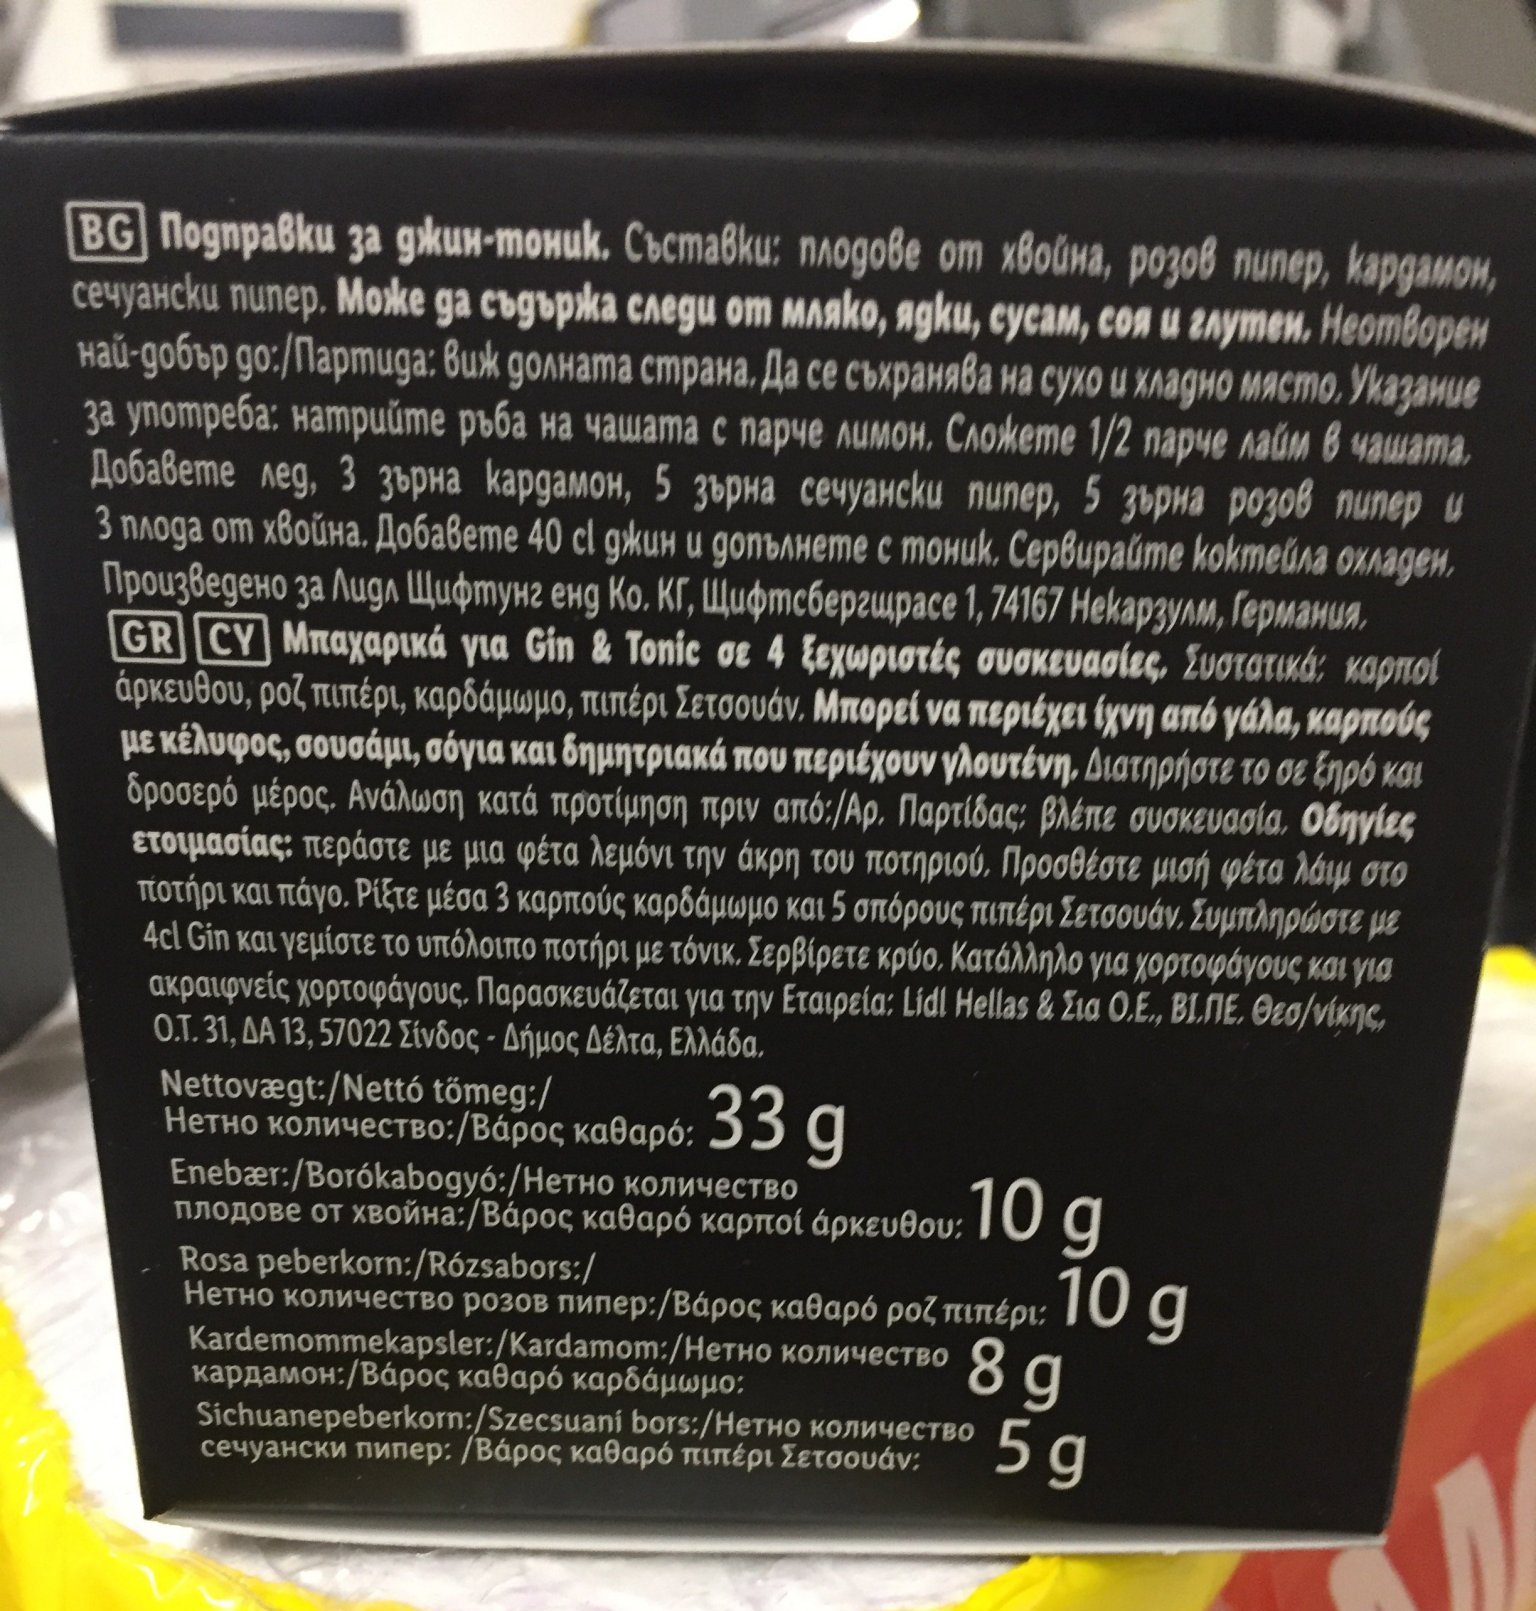 BG Подправки за джин-тоник. Съставки: плодове от хвойна, розов пипер, кардамон,
сечуански пипер. Може да съдържа следи от мляко, ядки, сусам, соя и глутен. Неотворен
най-добър до:/Партида: виж долната страна. Да се съхранява на сухо и хладно място. Указание
за употреба: натрийте ръба на чашата с парче лимон. Сложете 1/2 парче лайм в чашата.
Добавете лед, 3 зърна кардамон, 5 зърна сечуански пипер, 5 зърна розов пипер и
3 плода от хвойна. Добавете 40 cl джин и допълнете с тоник. Сервирайте коктейла охладен.
Произведено за Лидл Щифтунг енд Ко. КГ, Щифтсбергщрасе 1, 74167 Некарзулм, Германия.
GR CY Μπαχαρικά για Gin & Tonic σε 4 ξεχωριστές συσκευασίες. Συστατικά: καρποί
άρκευθου, ροζ πιπέρι, καρδάμωμο, πιπέρι Σετσουάν. Μπορεί να περιέχει ίχνη από γάλα, καρπούς
με κέλυφος, σουσάμι, σόγια και δημητριακά που περιέχουν γλουτένη. Διατηρήστε το σε ξηρό και
δροσερό μέρος. Ανάλωση κατά προτίμηση πριν από:/Αρ. Παρτίδας: βλέπε συσκευασία. Οδηγίες
ετοιμασίας: περάστε με μια φέτα λεμόνι την άκρη του ποτηριού. Προσθέστε μισή φέτα λάιμ στο
ποτήρι και πάγο. Ρίξτε μέσα 3 καρπούς καρδάμωμο και 5 σπόρους πιπέρι Σετσουάν. Συμπληρώστε με
4cl Gin και γεμίστε το υπόλοιπο ποτήρι με τόνικ. Σερβίρετε κρύο. Κατάλληλο για χορτοφάγους και για
ακραιφνείς χορτοφάγους. Παρασκευάζεται για την Εταιρεία: Lidl Hellas & Σια Ο.Ε., ΒΙ.ΠΕ. Θεσ/νίκης,
Ο.Τ. 31, ΔΑ 13, 57022 Σίνδος - Δήμος Δέλτα, Ελλάδα.
Nettovægt:/Nettó tömeg:/
Нетно количество:/Βάρος καθαρό: 33 g
Enebær:/Borókabogyó:/Нетно количество
плодове от хвойна:/Βάρος καθαρό καρποί άρκευθου: 10 g
Rosa peberkorn:/Rózsabors:/
Нетно количество розов пипер:/Βάρος καθαρό ροζ πιπέρι: 10 g
Kardemommekapsler:/Kardamom:/Нетно количество
кардамон:/Βάρος καθαρό καρδάμωμο: 8 g
Sichuanepeberkorn:/Szecsuani bors:/Нетно количество
сечуански пипер: /Βάρος καθαρό πιπέρι Σετσουάν: 5 g